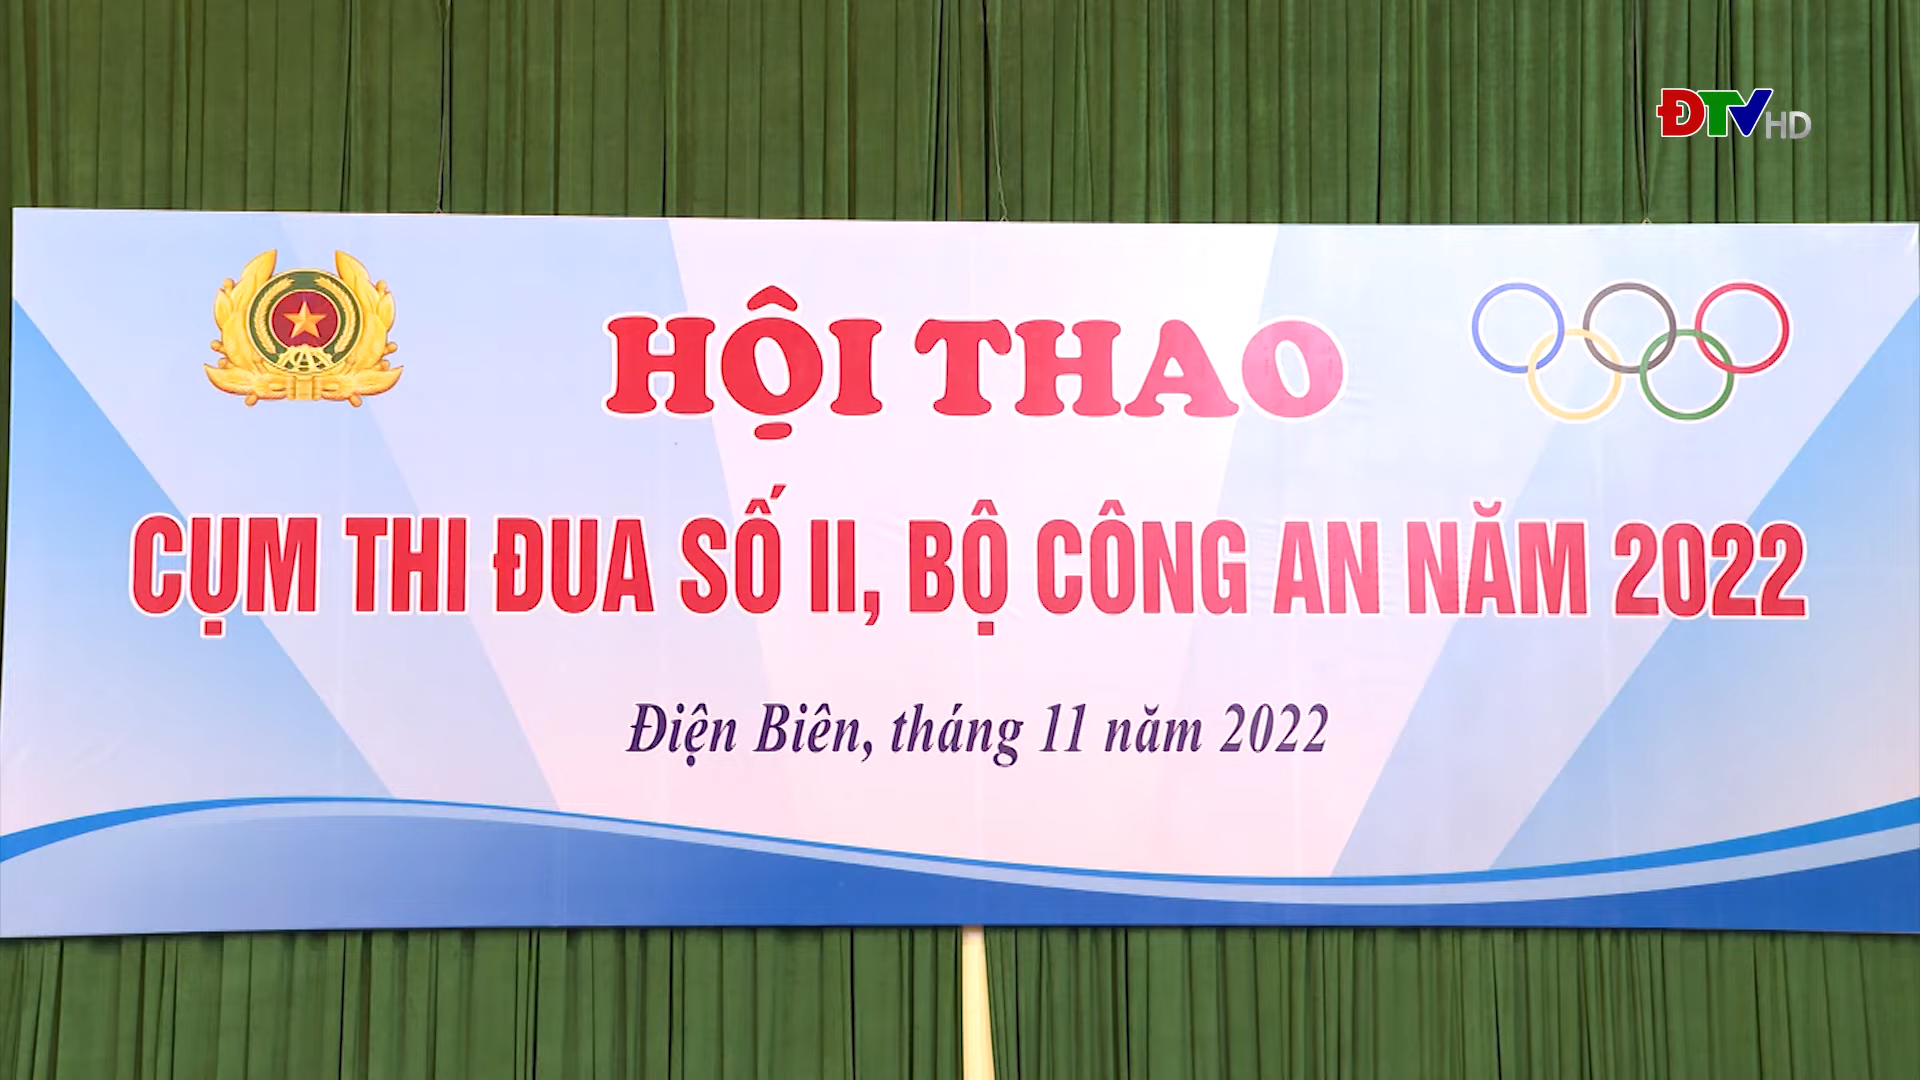 ĐTV HD
HỘI THAO
CỤM THI ĐUA SỐ II, BỘ CÔNG AN NĂM 2022
Điện Biên, tháng 11 năm 2022